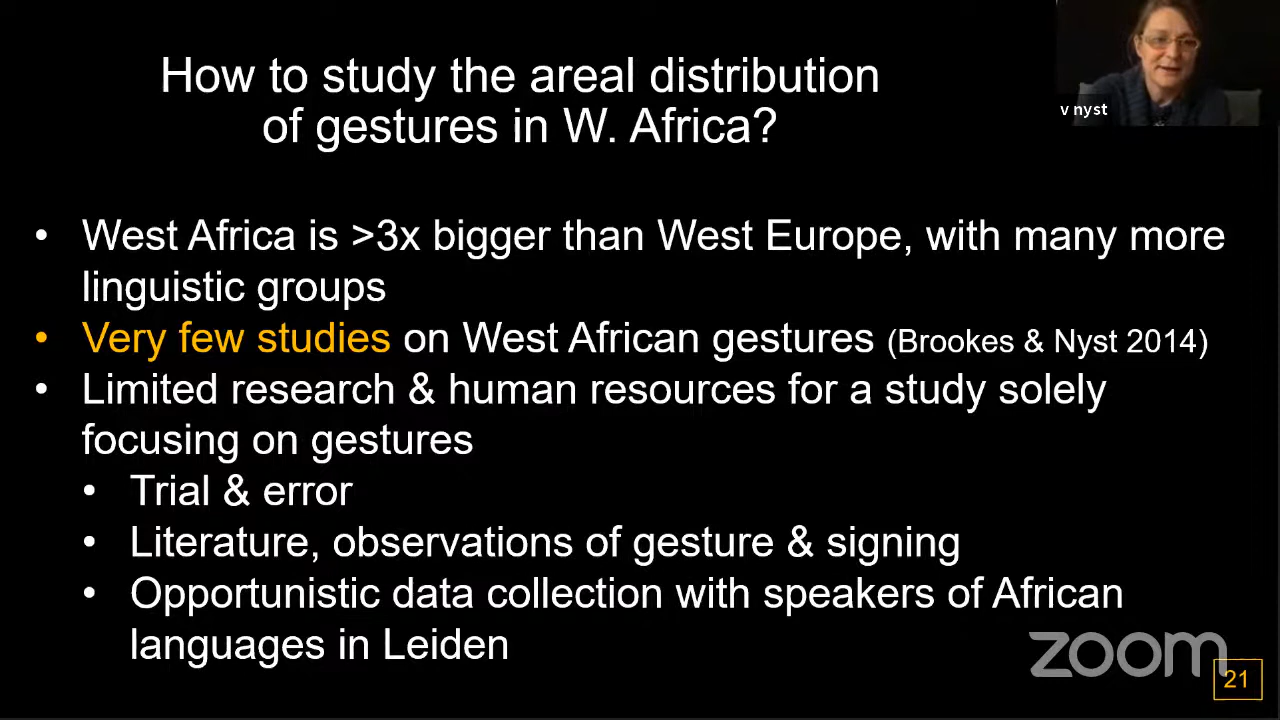 How to study the areal distribution
of gestures in W. Africa?
v nyst
• West Africa is >3x bigger than West Europe, with many more
linguistic groups
• Very few studies on West African gestures (Brookes & Nyst 2014)
• Limited research & human resources for a study solely
focusing on gestures
• Trial & error
• Literature, observations of gesture & signing
• Opportunistic data collection with speakers of African
languages in Leiden
zoom
21